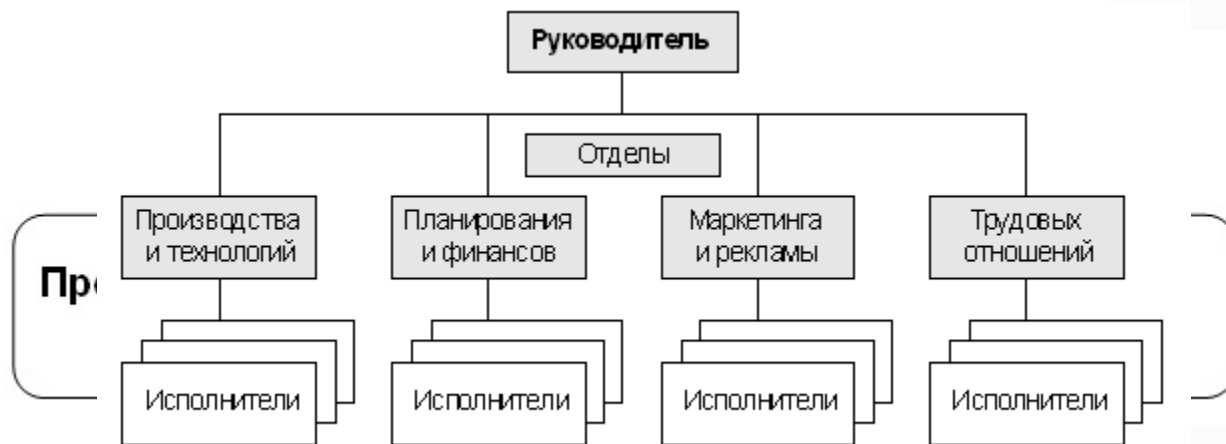 Руководитель
Отделы
Производства
и технологий
Планирования
и финансов
Маркетинга
и рекламы
Трудовых
отношений
Исполнители
Исполнители
Исполнители
Исполнители